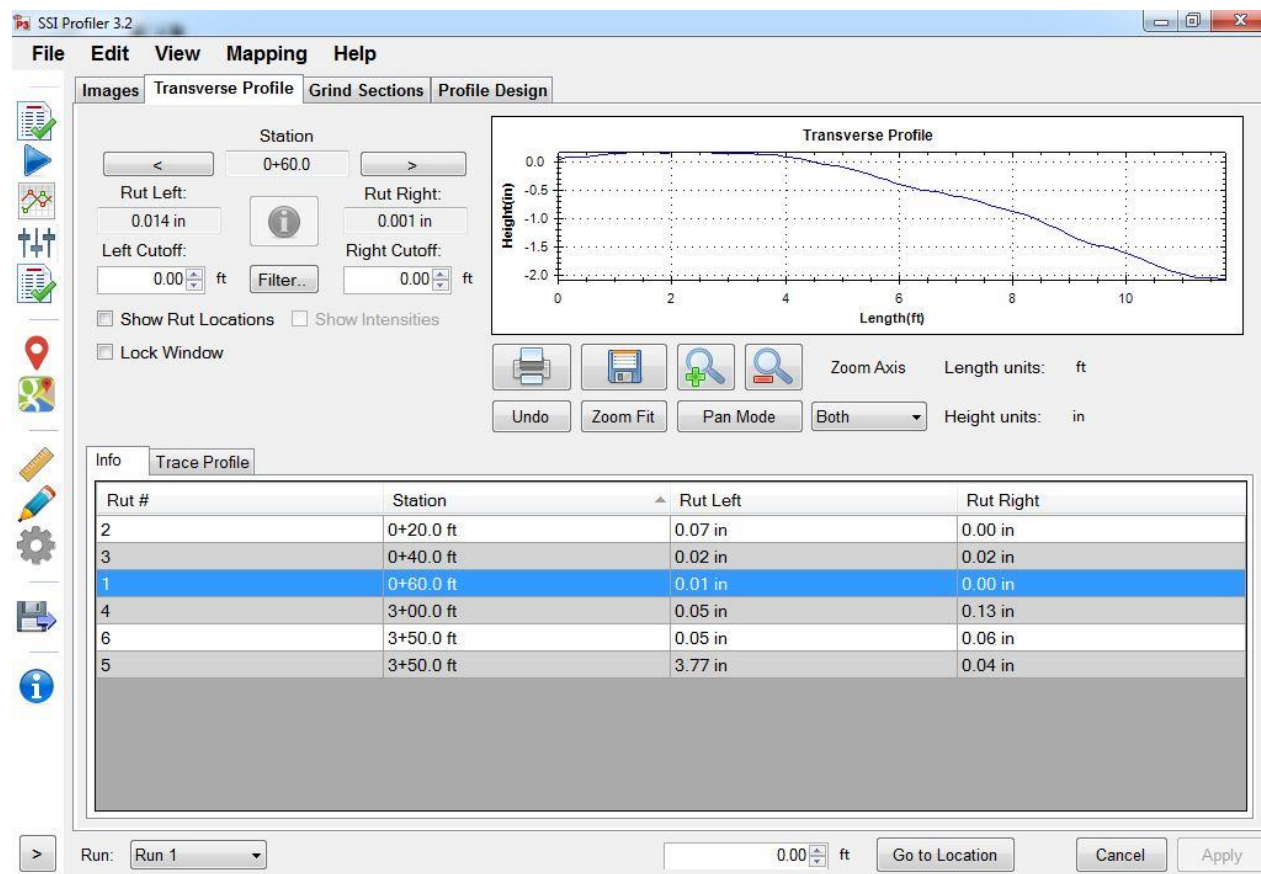 SSI Profiler 3.2
File Edit View Mapping Help
Images Transverse Profile Grind Sections Profile Design
Station
< 0+60.0 >
Rut Left: Rut Right:
0.014 in 0.001 in
Left Cutoff: Right Cutoff:
0.00 ft Filter.. 0.00 ft
Show Rut Locations Show Intensities
Lock Window
Transverse Profile
Height(in)
0.0
-0.5
-1.0
-1.5
-2.0
0 2 4 6 8 10
Length(ft)
Zoom Axis Length units: ft
Undo Zoom Fit Pan Mode Both Height units: in
Info Trace Profile
Rut # Station Rut Left Rut Right
2 0+20.0 ft 0.07 in 0.00 in
3 0+40.0 ft 0.02 in 0.02 in
1 0+60.0 ft 0.01 in 0.00 in
4 3+00.0 ft 0.05 in 0.13 in
6 3+50.0 ft 0.05 in 0.06 in
5 3+50.0 ft 3.77 in 0.04 in
> Run: Run 1 0.00 ft Go to Location Cancel Apply